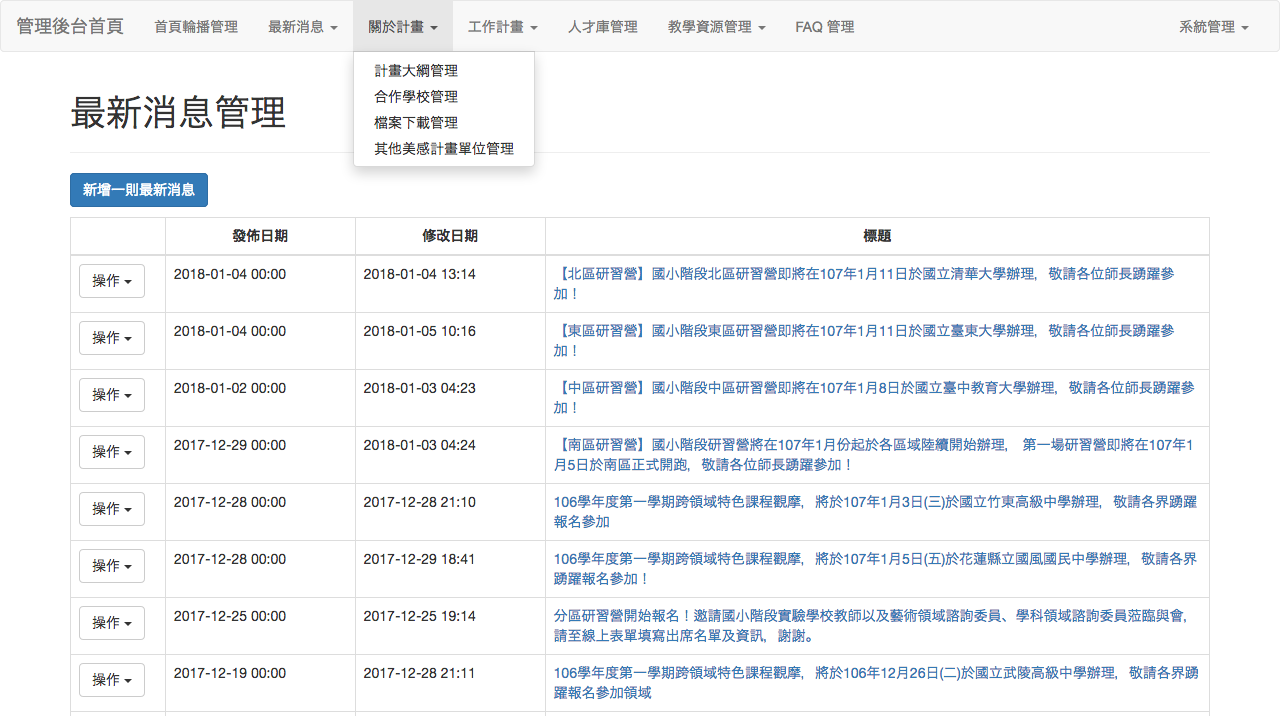 管理後台首頁 首頁輪播管理 最新消息 關於計畫 工作計畫 人才庫管理 教學資源管理 FAQ 管理 系統管理
計畫大綱管理
合作學校管理
檔案下載管理
其他美感計畫單位管理
最新消息管理
新增一則最新消息
發佈日期 修改日期 標題
操作 2018-01-04 00:00 2018-01-04 13:14 【北區研習營】國小階段北區研習營即將在107年1月11日於國立清華大學辦理，敬請各位師長踴躍參
加！
操作 2018-01-04 00:00 2018-01-05 10:16 【東區研習營】國小階段東區研習營即將在107年1月11日於國立臺東大學辦理，敬請各位師長踴躍參
加！
操作 2018-01-02 00:00 2018-01-03 04:23 【中區研習營】國小階段中區研習營即將在107年1月8日於國立臺中教育大學辦理，敬請各位師長踴躍參
加！
操作 2017-12-29 00:00 2018-01-03 04:24 【南區研習營】國小階段研習營將在107年1月份起於各區域陸續開始辦理， 第一場研習營即將在107年1
月5日於南區正式開跑，敬請各位師長踴躍參加！
操作 2017-12-28 00:00 2017-12-28 21:10 106學年度第一學期跨領域特色課程觀摩，將於107年1月3日(三)於國立竹東高級中學辦理，敬請各界踴躍
報名參加
操作 2017-12-28 00:00 2017-12-29 18:41 106學年度第一學期跨領域特色課程觀摩，將於107年1月5日(五)於花蓮縣立國風國民中學辦理，敬請各界
踴躍報名參加！
操作 2017-12-25 00:00 2017-12-25 19:14 分區研習營開始報名！邀請國小階段實驗學校教師以及藝術領域諮詢委員、學科領域諮詢委員蒞臨與會，
請至線上表單填寫出席名單及資訊，謝謝。
操作 2017-12-19 00:00 2017-12-28 21:11 106學年度第一學期跨領域特色課程觀摩，將於106年12月26日(二)於國立武陵高級中學辦理，敬請各界踴
躍報名參加領域